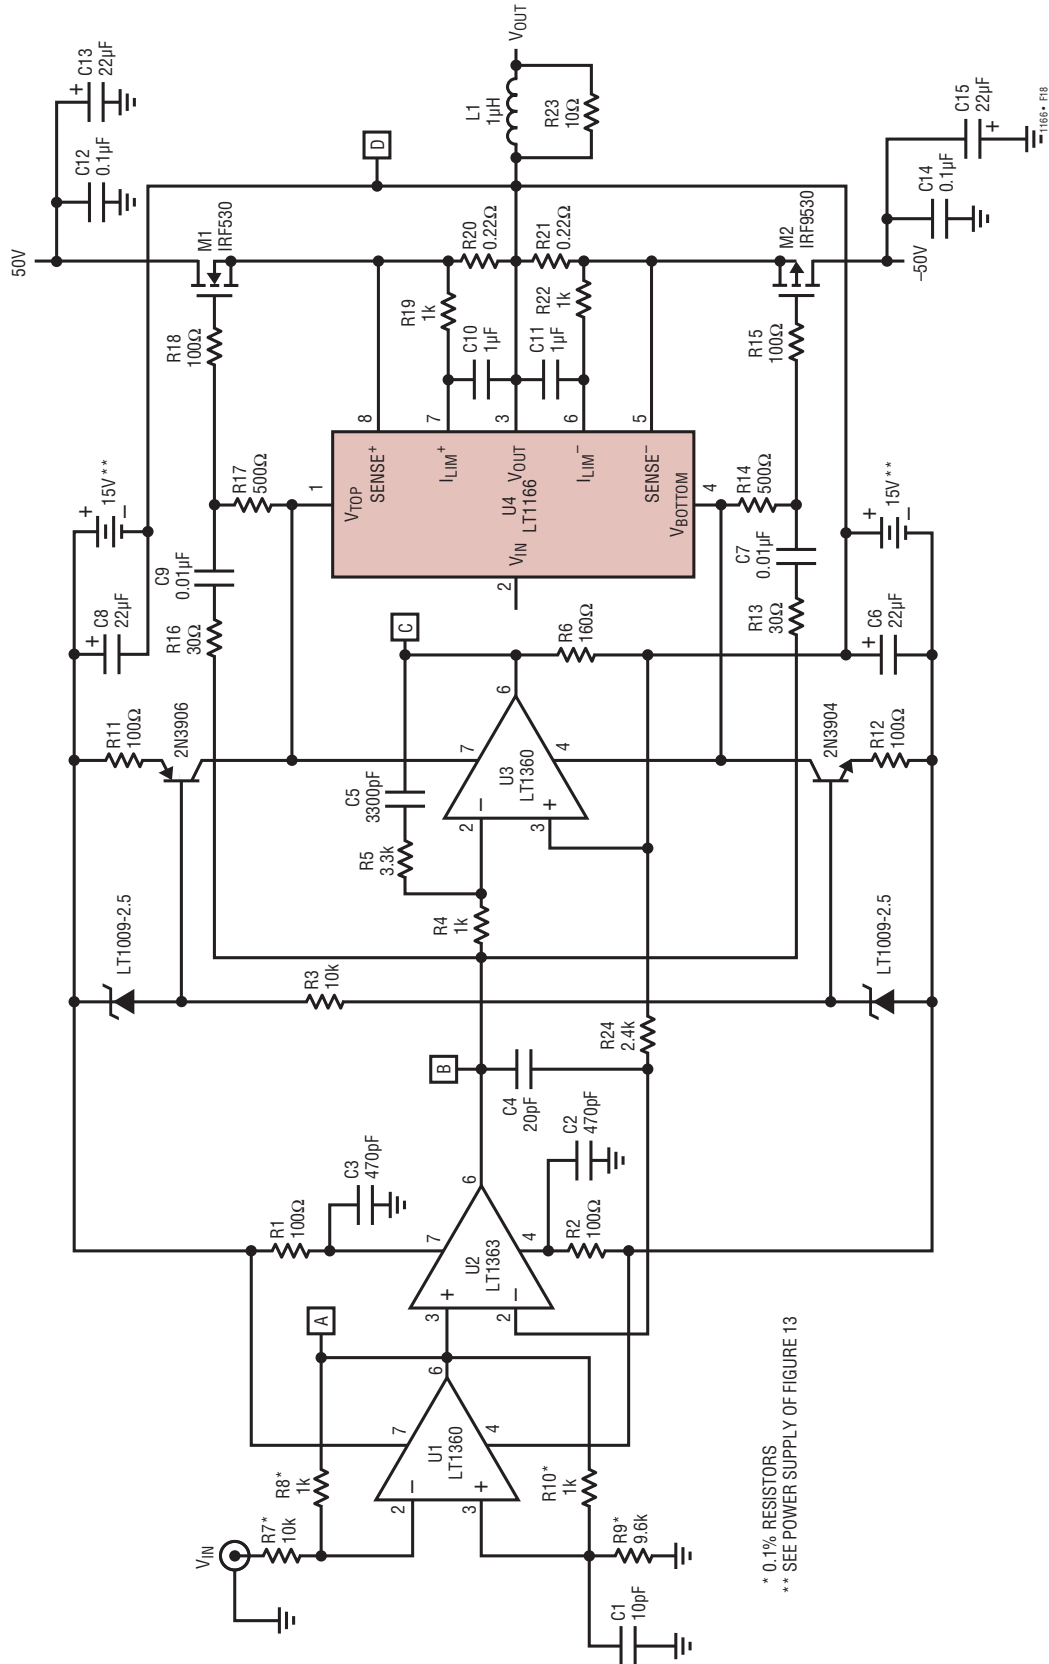 VIN
R7*
10k
R8*
1k
C1
10pF
R9*
9.6k
R10*
1k
2
3
7
4
6
−
+
U1
LT1360
A
R1
100Ω
C3
470pF
3
2
7
4
6
+
−
U2
LT1363
R2
100Ω
C2
470pF
B
C4
20pF
R24
2.4k
LT1009-2.5
R3
10k
LT1009-2.5
R4
1k
R5
3.3k
C5
3300pF
2
3
7
4
6
−
+
U3
LT1360
C
R6
160Ω
R11
100Ω
2N3906
2N3904
R12
100Ω
+
C8
22µF
R16
30Ω
C9
0.01µF
R13
30Ω
C7
0.01µF
+
C6
22µF
+
15V**
−
+
15V**
−
R17
500Ω
R14
500Ω
1
VTOP
2
VIN
U4
LT1166
VBOTTOM
4
SENSE+
8
ILIM+
7
VOUT
3
ILIM−
6
SENSE−
5
R18
100Ω
R15
100Ω
R19
1k
C10
1µF
C11
1µF
R22
1k
R20
0.22Ω
R21
0.22Ω
M1
IRF530
M2
IRF9530
50V
–50V
C12
0.1µF
+
C13
22µF
C14
0.1µF
C15
22µF
+
D
L1
1µH
R23
10Ω
VOUT
* 0.1% RESISTORS
** SEE POWER SUPPLY OF FIGURE 13
1166 • F18